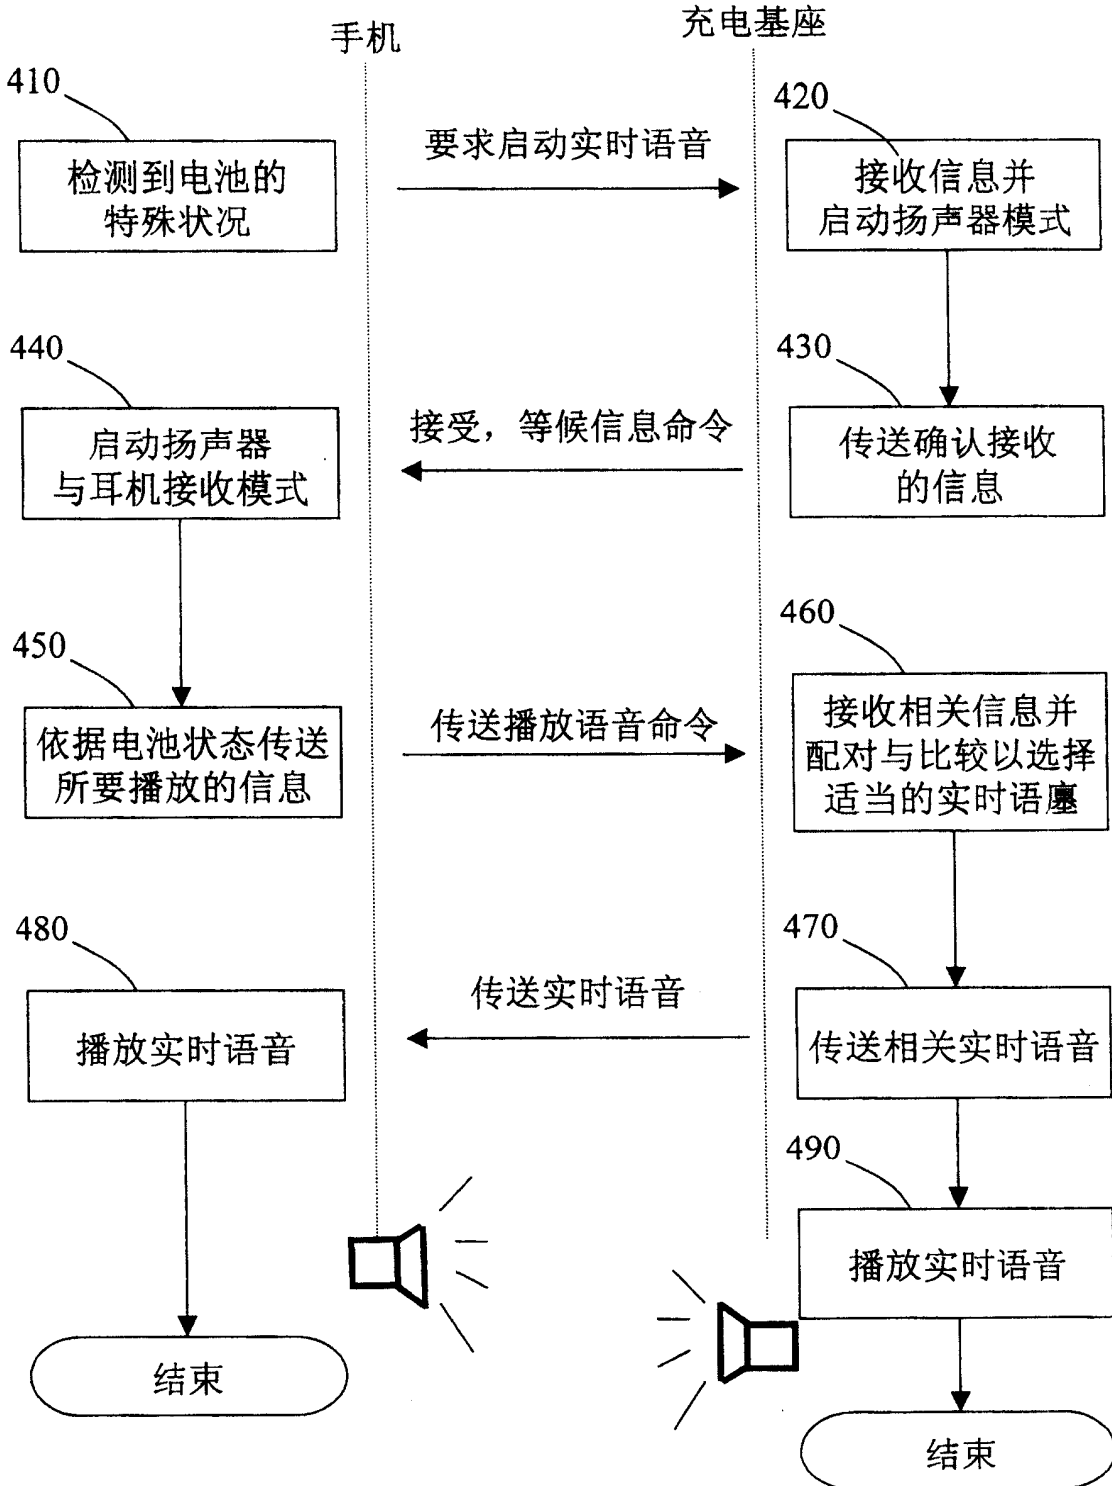 手机
充电基座
410
检测到电池的
特殊状况
要求启动实时语音
420
接收信息并
启动扬声器模式
440
启动扬声器
与耳机接收模式
接受，等候信息命令
430
传送确认接收
的信息
450
依据电池状态传送
所要播放的信息
传送播放语音命令
460
接收相关信息并
配对与比较以选择
适当的实时语
480
播放实时语音
传送实时语音
470
传送相关实时语音
490
播放实时语音
结束
结束